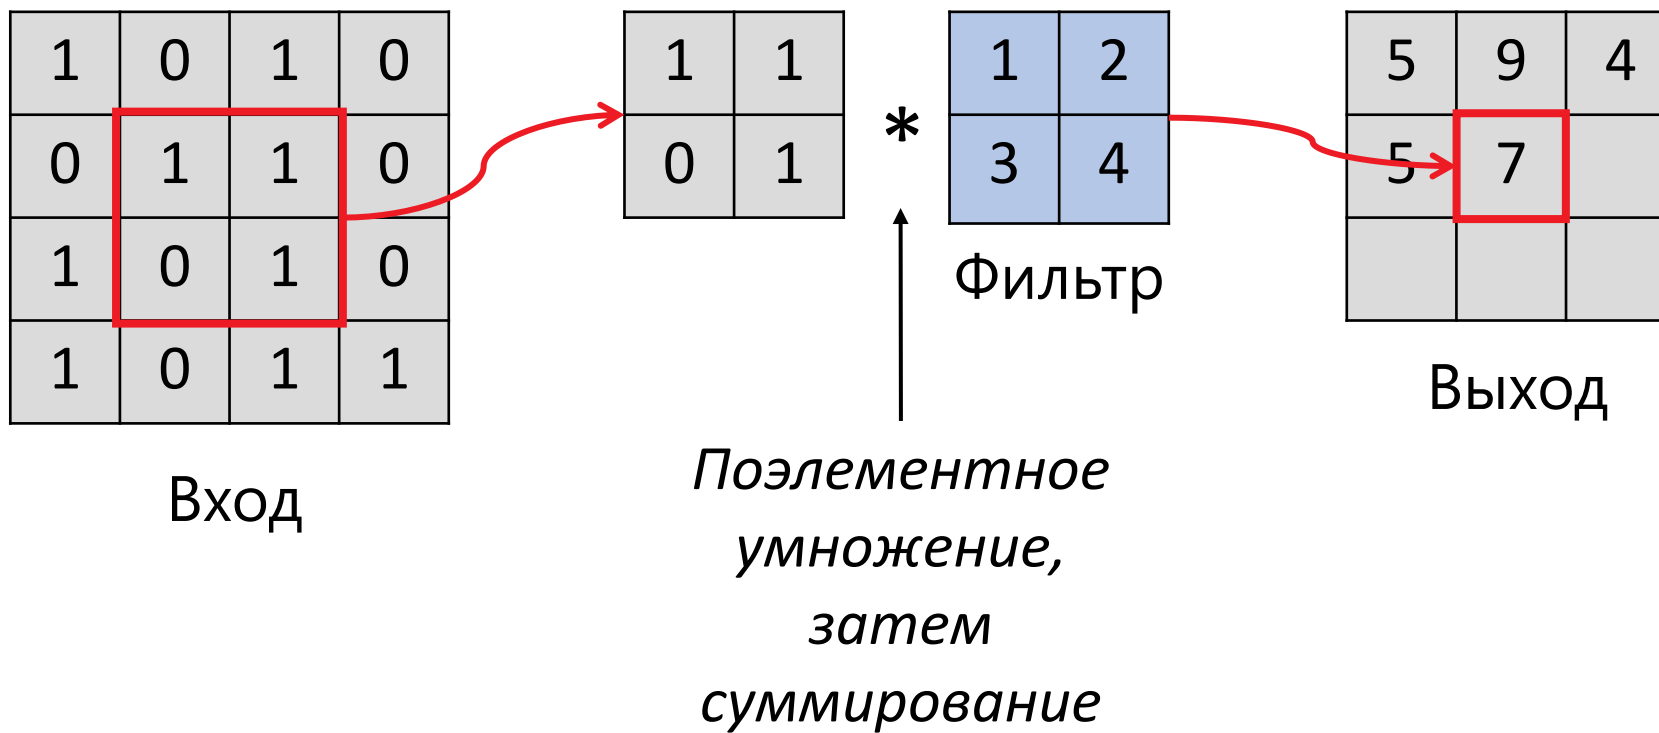 1 0 1 0
0 1 1 0
1 0 1 0
1 0 1 1
Вход
1 1
0 1
*
1 2
3 4
Фильтр
Поэлементное
умножение,
затем
суммирование
5 9 4
5 7
Выход